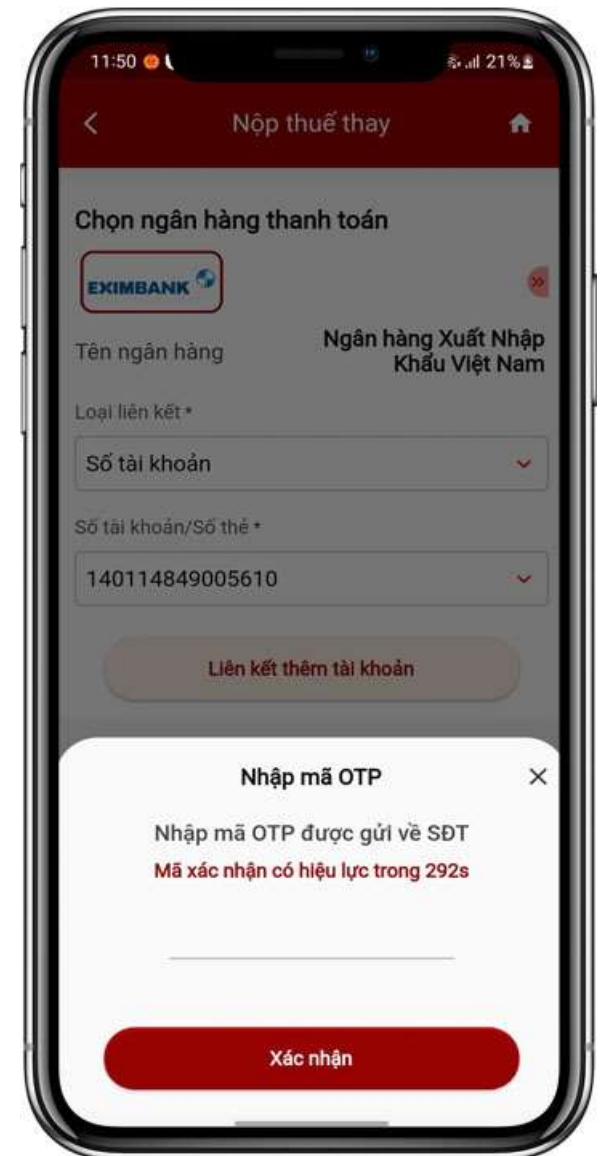 11:50
21%
Nộp thuế thay
Chọn ngân hàng thanh toán
EXIMBANK
Tên ngân hàng
Ngân hàng Xuất Nhập
Khẩu Việt Nam
Loại liên kết *
Số tài khoản
Số tài khoản/Số thẻ *
140114849005610
Liên kết thêm tài khoản
Nhập mã OTP
Nhập mã OTP được gửi về SĐT
Mã xác nhận có hiệu lực trong 292s
Xác nhận